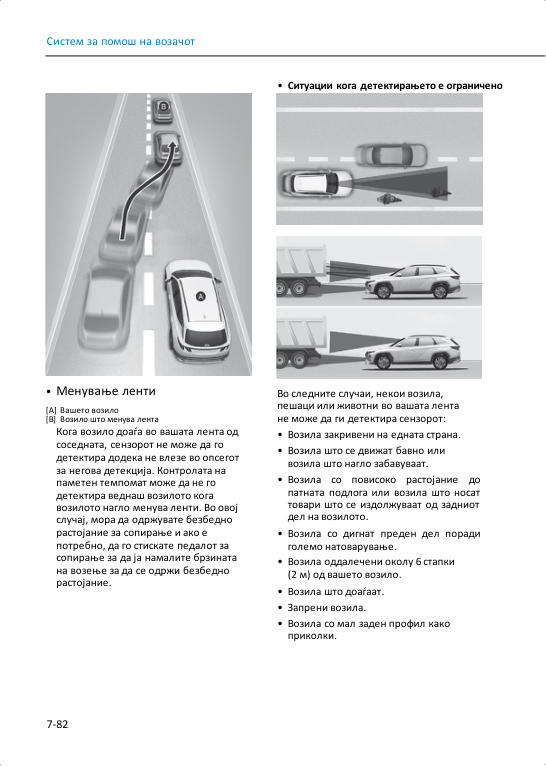 Систем за помош на возачот
B
A
• Менување ленти
[A] Вашето возило
[B] Возило што менува лента
Кога возило доаѓа во вашата лента од
соседната, сензорот не може да го
детектира додека не влезе во опсегот
за негова детекција. Контролата на
паметен темпомат може да не го
детектира веднаш возилото кога
возилото нагло менува ленти. Во овој
случај, мора да одржувате безбедно
растојание за сопирање и ако е
потребно, да го стискате педалот за
сопирање за да ја намалите брзината
на возење за да се одржи безбедно
растојание.
• Ситуации кога детектирањето е ограничено
Во следните случаи, некои возила,
пешаци или животни во вашата лента
не може да ги детектира сензорот:
• Возила закривени на едната страна.
• Возила што се движат бавно или
возила што нагло забавуваат.
• Возила со повисоко растојание до
патната подлога или возила што носат
товари што се издолжуваат од задниот
дел на возилото.
• Возила со дигнат преден дел поради
големо натоварување.
• Возила оддалечени околу 6 стапки
(2 м) од вашето возило.
• Возила што доаѓаат.
• Запрени возила.
• Возила со мал заден профил како
приколки.
7-82